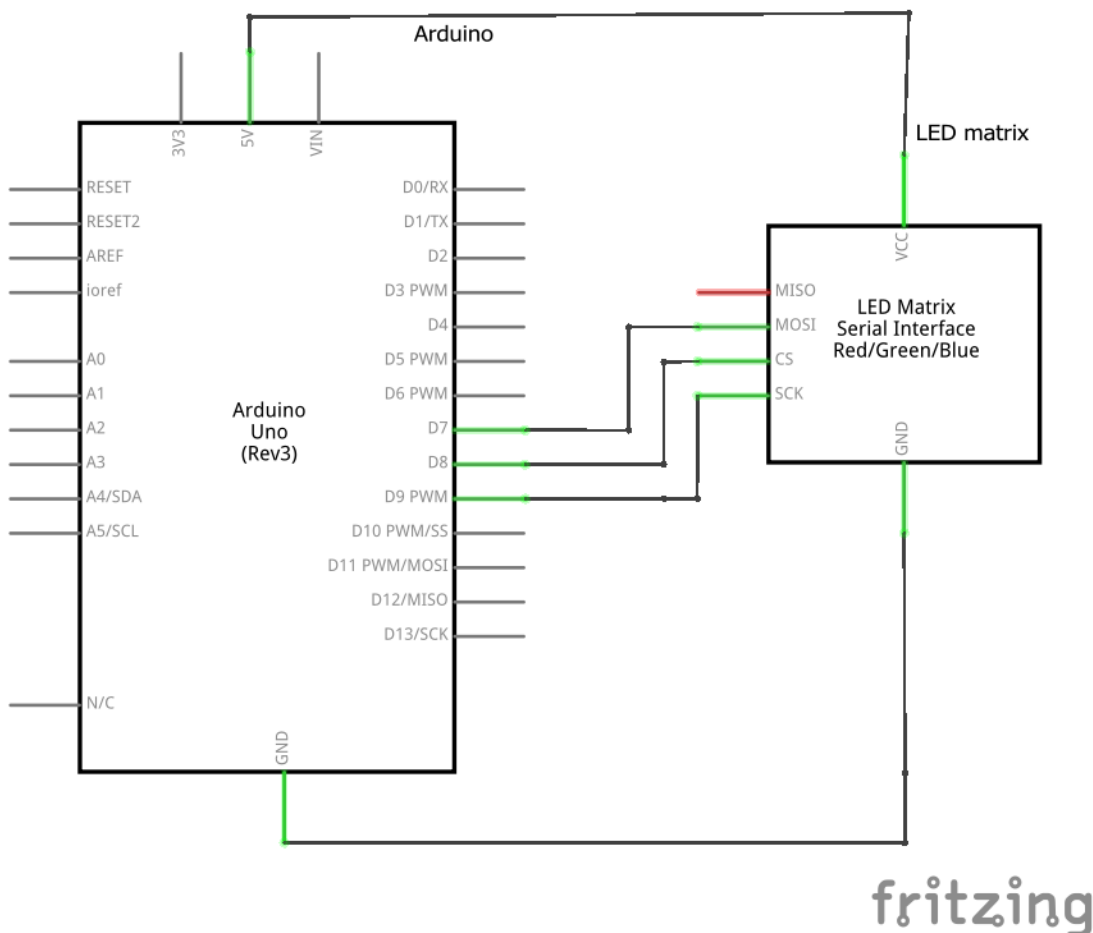 Arduino
LED matrix
3V3
5V
VIN
RESET
RESET2
AREF
ioref
A0
A1
A2
A3
A4/SDA
A5/SCL
N/C
Arduino
Uno
(Rev3)
D0/RX
D1/TX
D2
D3 PWM
D4
D5 PWM
D6 PWM
D7
D8
D9 PWM
D10 PWM/SS
D11 PWM/MOSI
D12/MISO
D13/SCK
GND
VCC
MISO
MOSI
CS
SCK
LED Matrix
Serial Interface
Red/Green/Blue
GND
fritzing